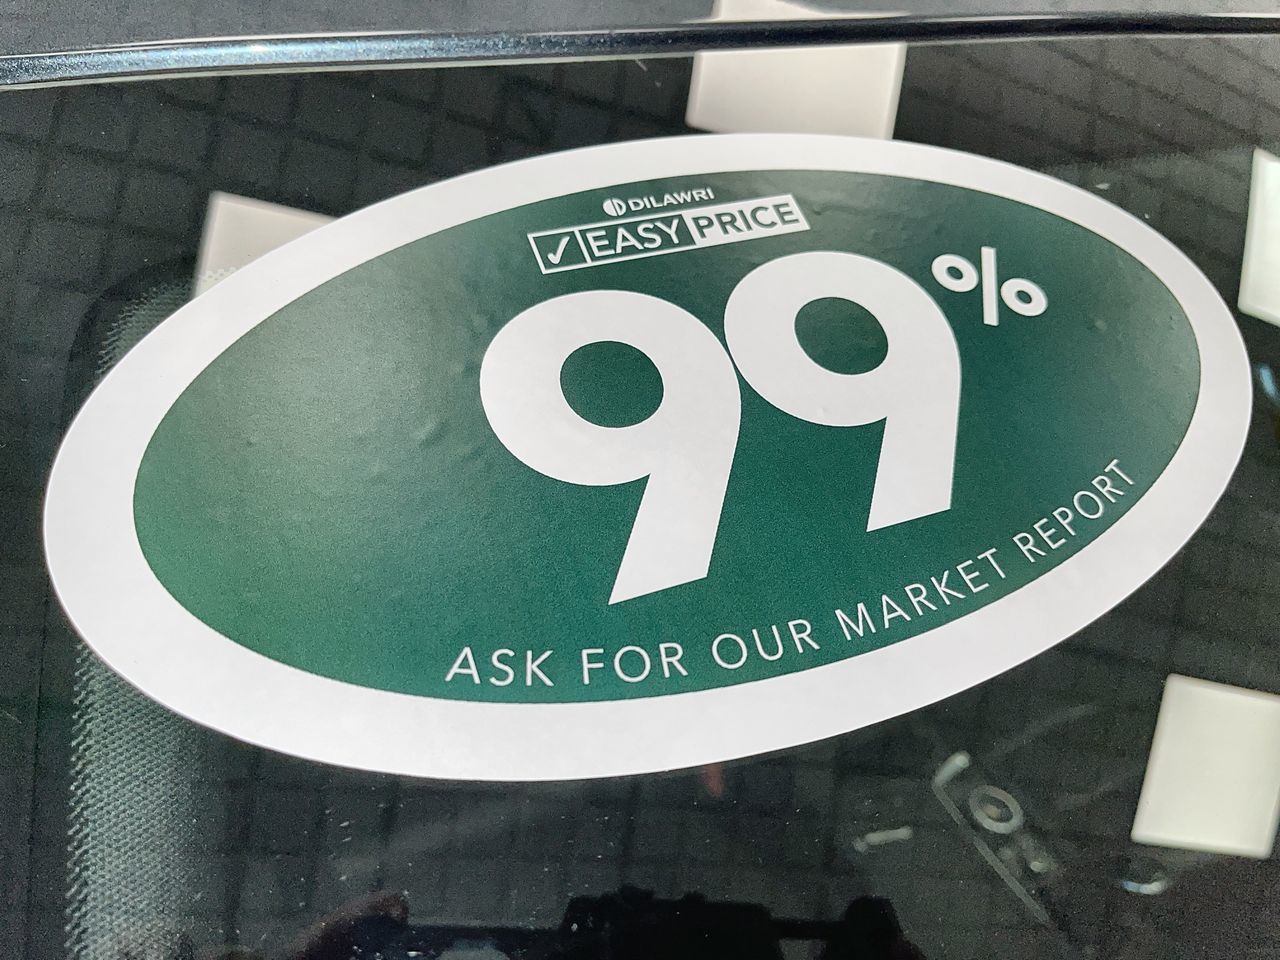 DILAWRI
✓ EASY PRICE
99%
ASK FOR OUR MARKET REPORT